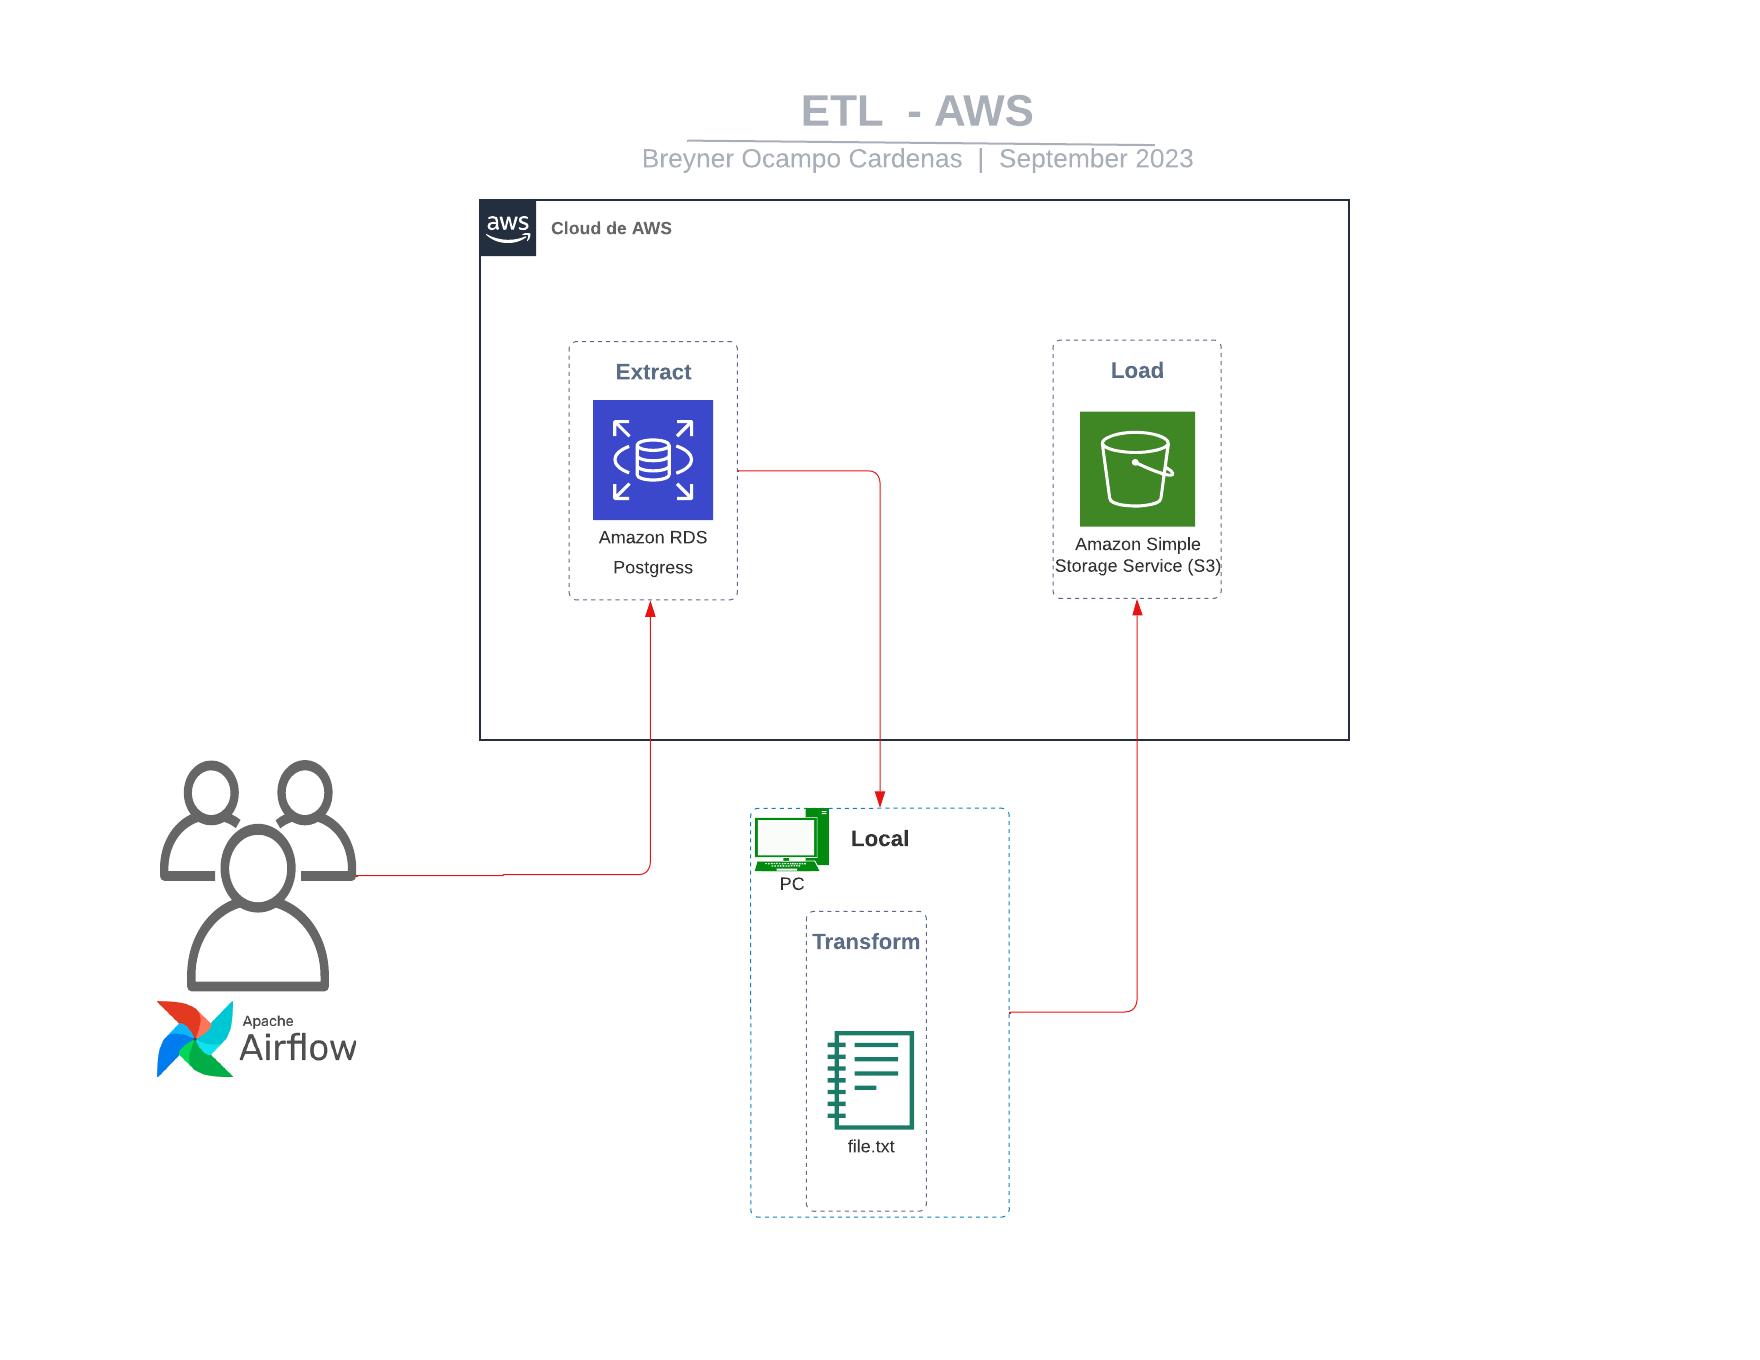 ETL - AWS
Breyner Ocampo Cardenas | September 2023
aws
Cloud de AWS
Extract
Amazon RDS
Postgress
Load
Amazon Simple
Storage Service (S3)
Local
PC
Transform
file.txt
Apache
Airflow